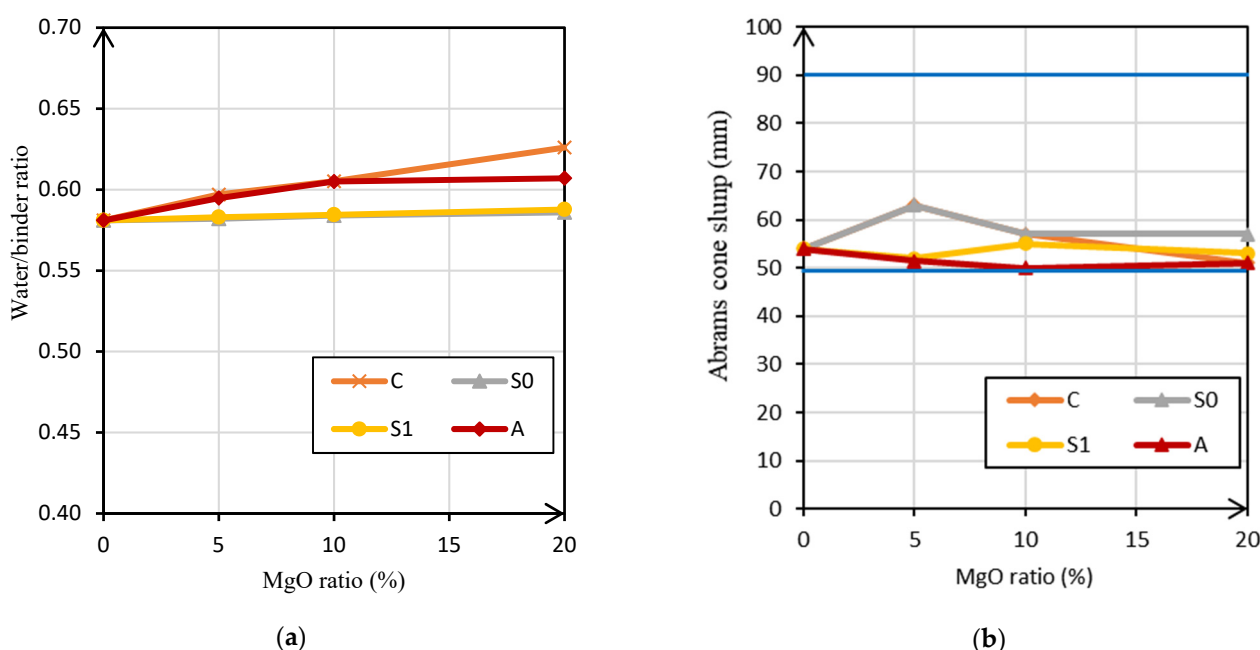 0.70
0.65
0.60
0.55
0.50
0.45
0.40
Water/binder ratio
C S0
S1 A
0 5 10 15 20
MgO ratio (%)
(a)
100
90
80
70
60
50
40
30
20
10
0
Abrams cone slunp (mm)
C S0
S1 A
0 5 10 15 20
MgO ratio (%)
(b)